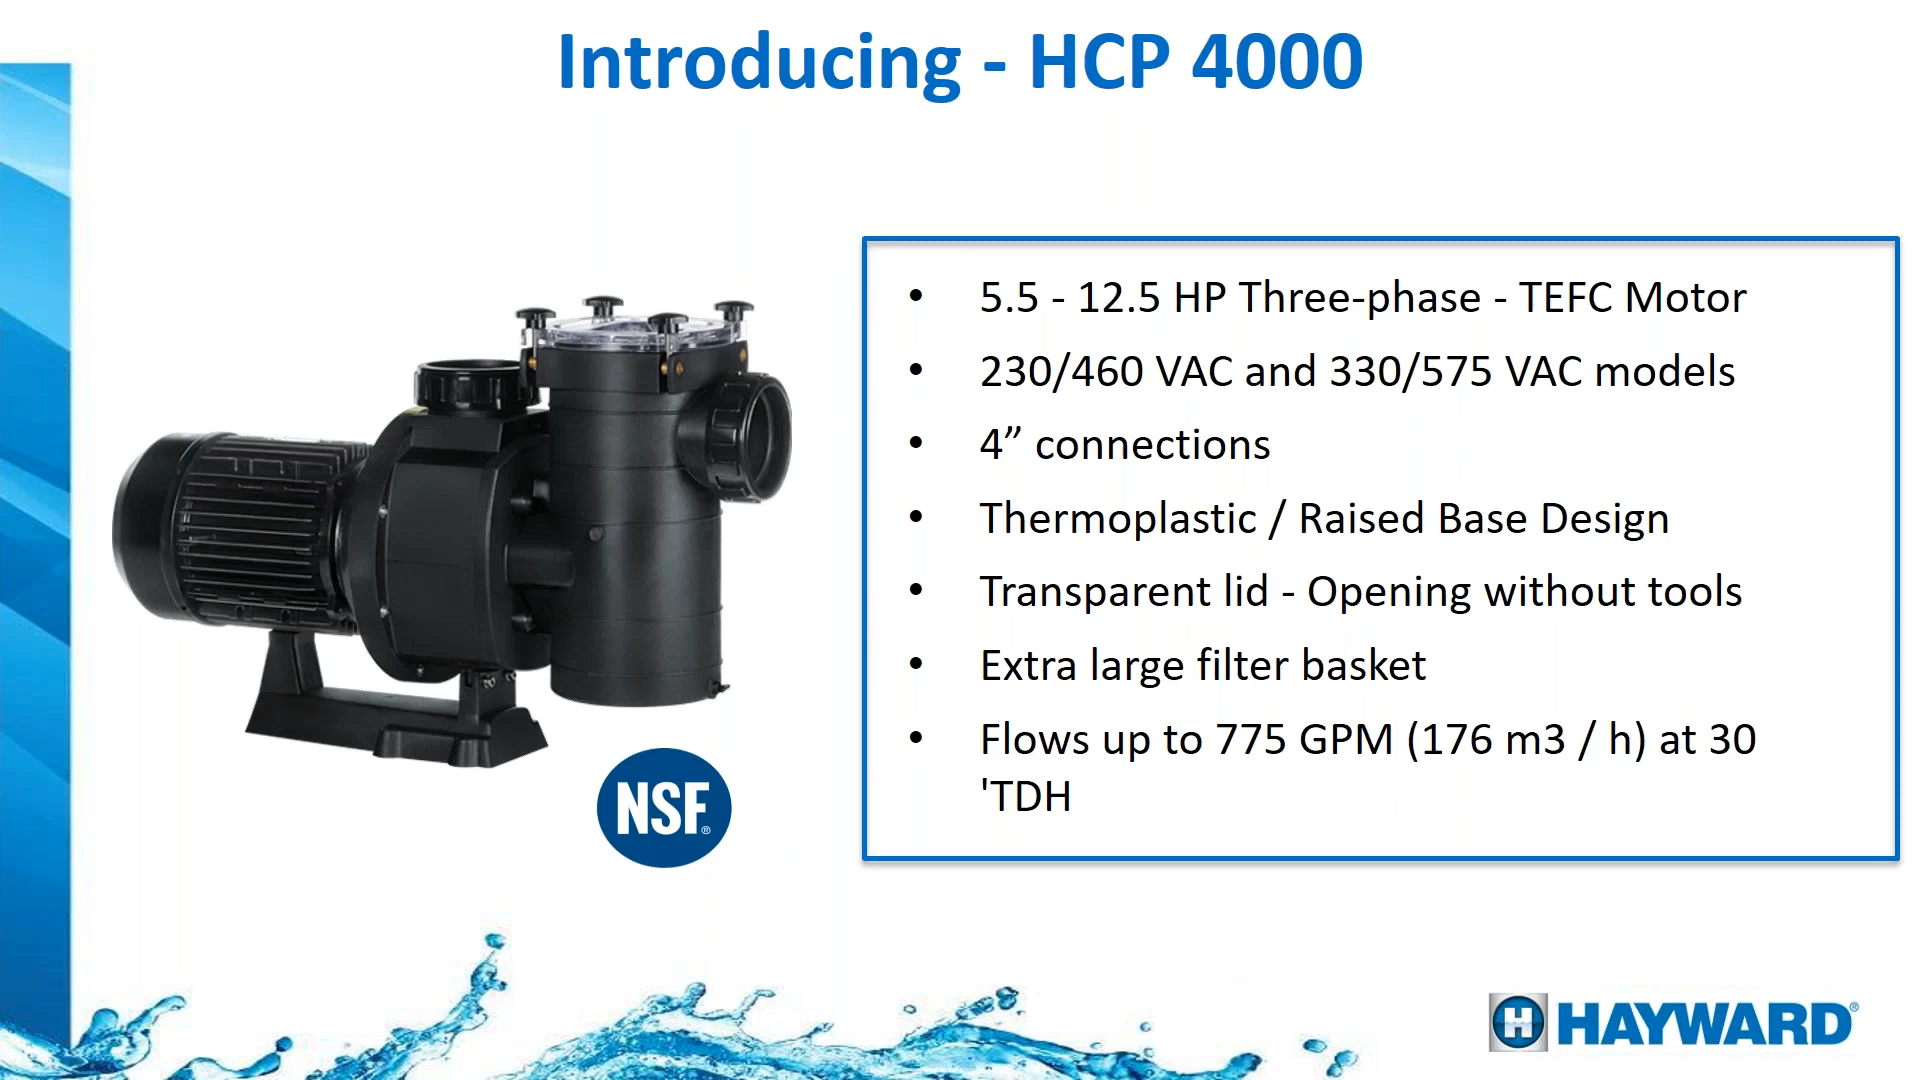 Introducing - HCP 4000
• 5.5 - 12.5 HP Three-phase - TEFC Motor
• 230/460 VAC and 330/575 VAC models
• 4” connections
• Thermoplastic / Raised Base Design
• Transparent lid - Opening without tools
• Extra large filter basket
• Flows up to 775 GPM (176 m3 / h) at 30
'TDH
NSF®
H HAYWARD®